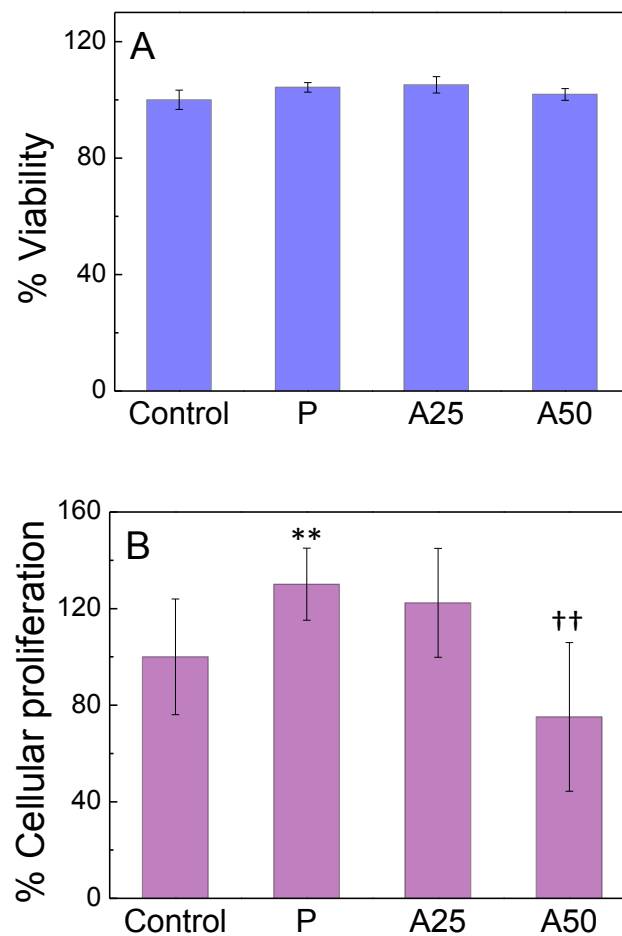 A
% Viability
120
80
40
0
Control P A25 A50
B
% Cellular proliferation
160
120
80
40
0
**
††
Control P A25 A50